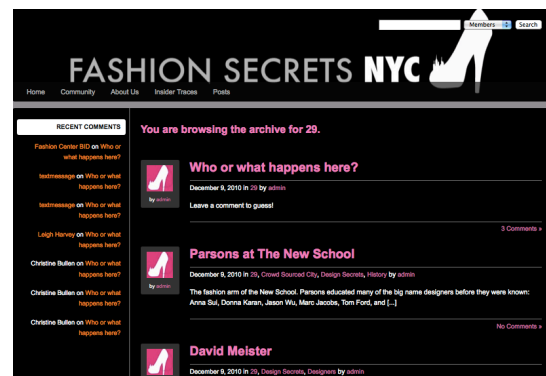 Members
Search
FASHION SECRETS NYC
Home Community About Us Insider Traces Posts
RECENT COMMENTS
Fashion Center BID on Who or
what happens here?
textmessage on Who or what
happens here?
textmessage on Who or what
happens here?
Leigh Harvey on Who or what
happens here?
Christine Bullen on Who or what
happens here?
Christine Bullen on Who or what
happens here?
Christine Bullen on Who or what
happens here?
You are browsing the archive for 29.
Who or what happens here?
by admin
December 9, 2010 in 29 by admin
Leave a comment to guess!
3 Comments »
Parsons at The New School
by admin
December 9, 2010 in 29, Crowd Sourced City, Design Secrets, History by admin
The fashion arm of the New School. Parsons educated many of the big name designers before they were known:
Anna Sui, Donna Karan, Jason Wu, Marc Jacobs, Tom Ford, and [...]
No Comments »
David Meister
December 9, 2010 in 29, Design Secrets, Designers by admin